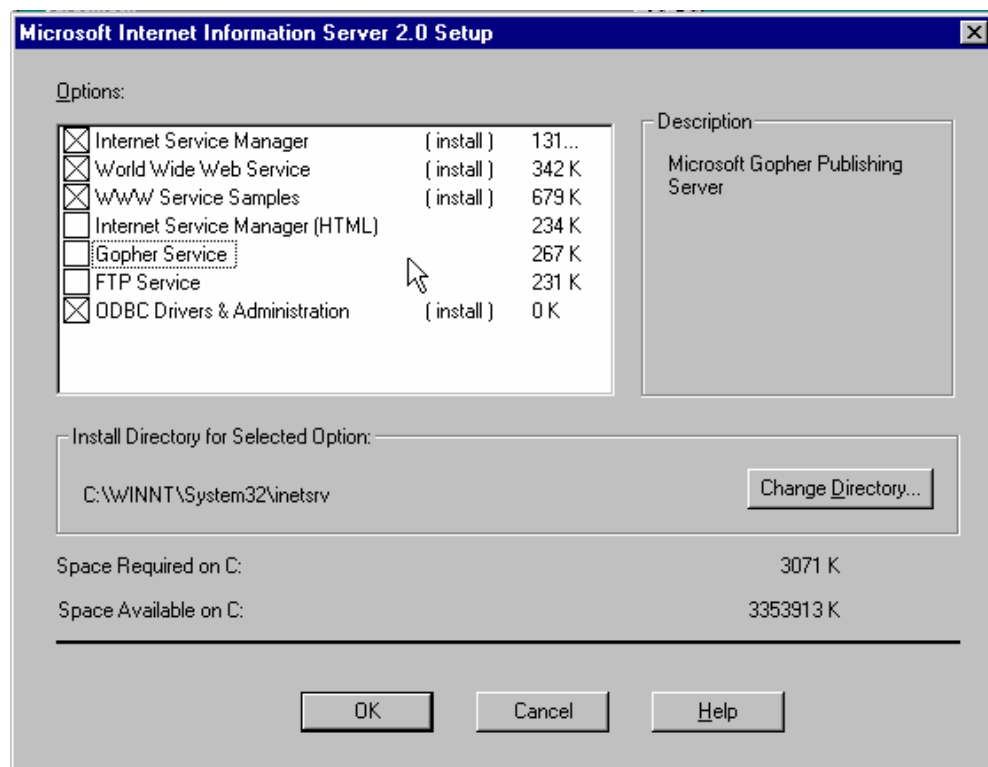 Microsoft Internet Information Server 2.0 Setup
Options:
Internet Service Manager ( install ) 131...
World Wide Web Service ( install ) 342 K
WWW Service Samples ( install ) 679 K
Internet Service Manager (HTML) 234 K
Gopher Service 267 K
FTP Service 231 K
ODBC Drivers & Administration ( install ) 0 K
Description
Microsoft Gopher Publishing
Server
Install Directory for Selected Option:
C:\WINNT\System32\inetsrv
Change Directory...
Space Required on C: 3071 K
Space Available on C: 3353913 K
OK Cancel Help